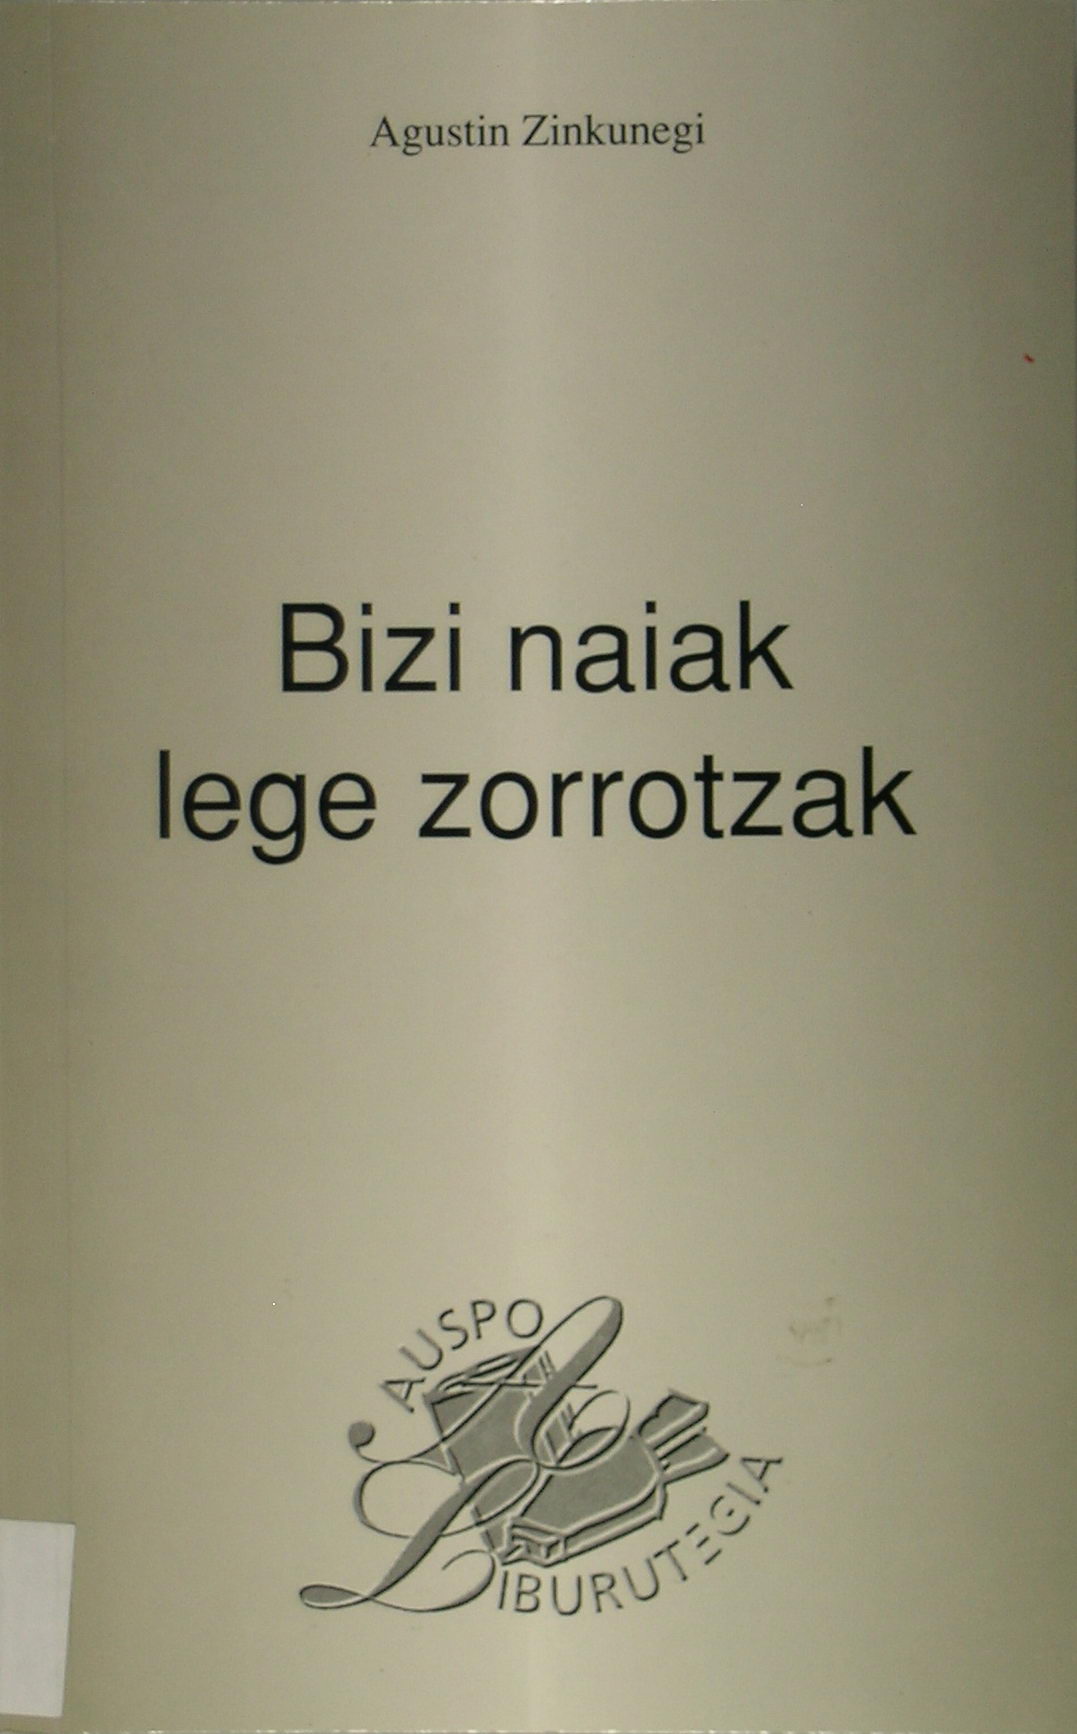 Agustin Zinkunegi
Bizi naiak
lege zorrotzak
AUSPO
LIBURUTEGIA